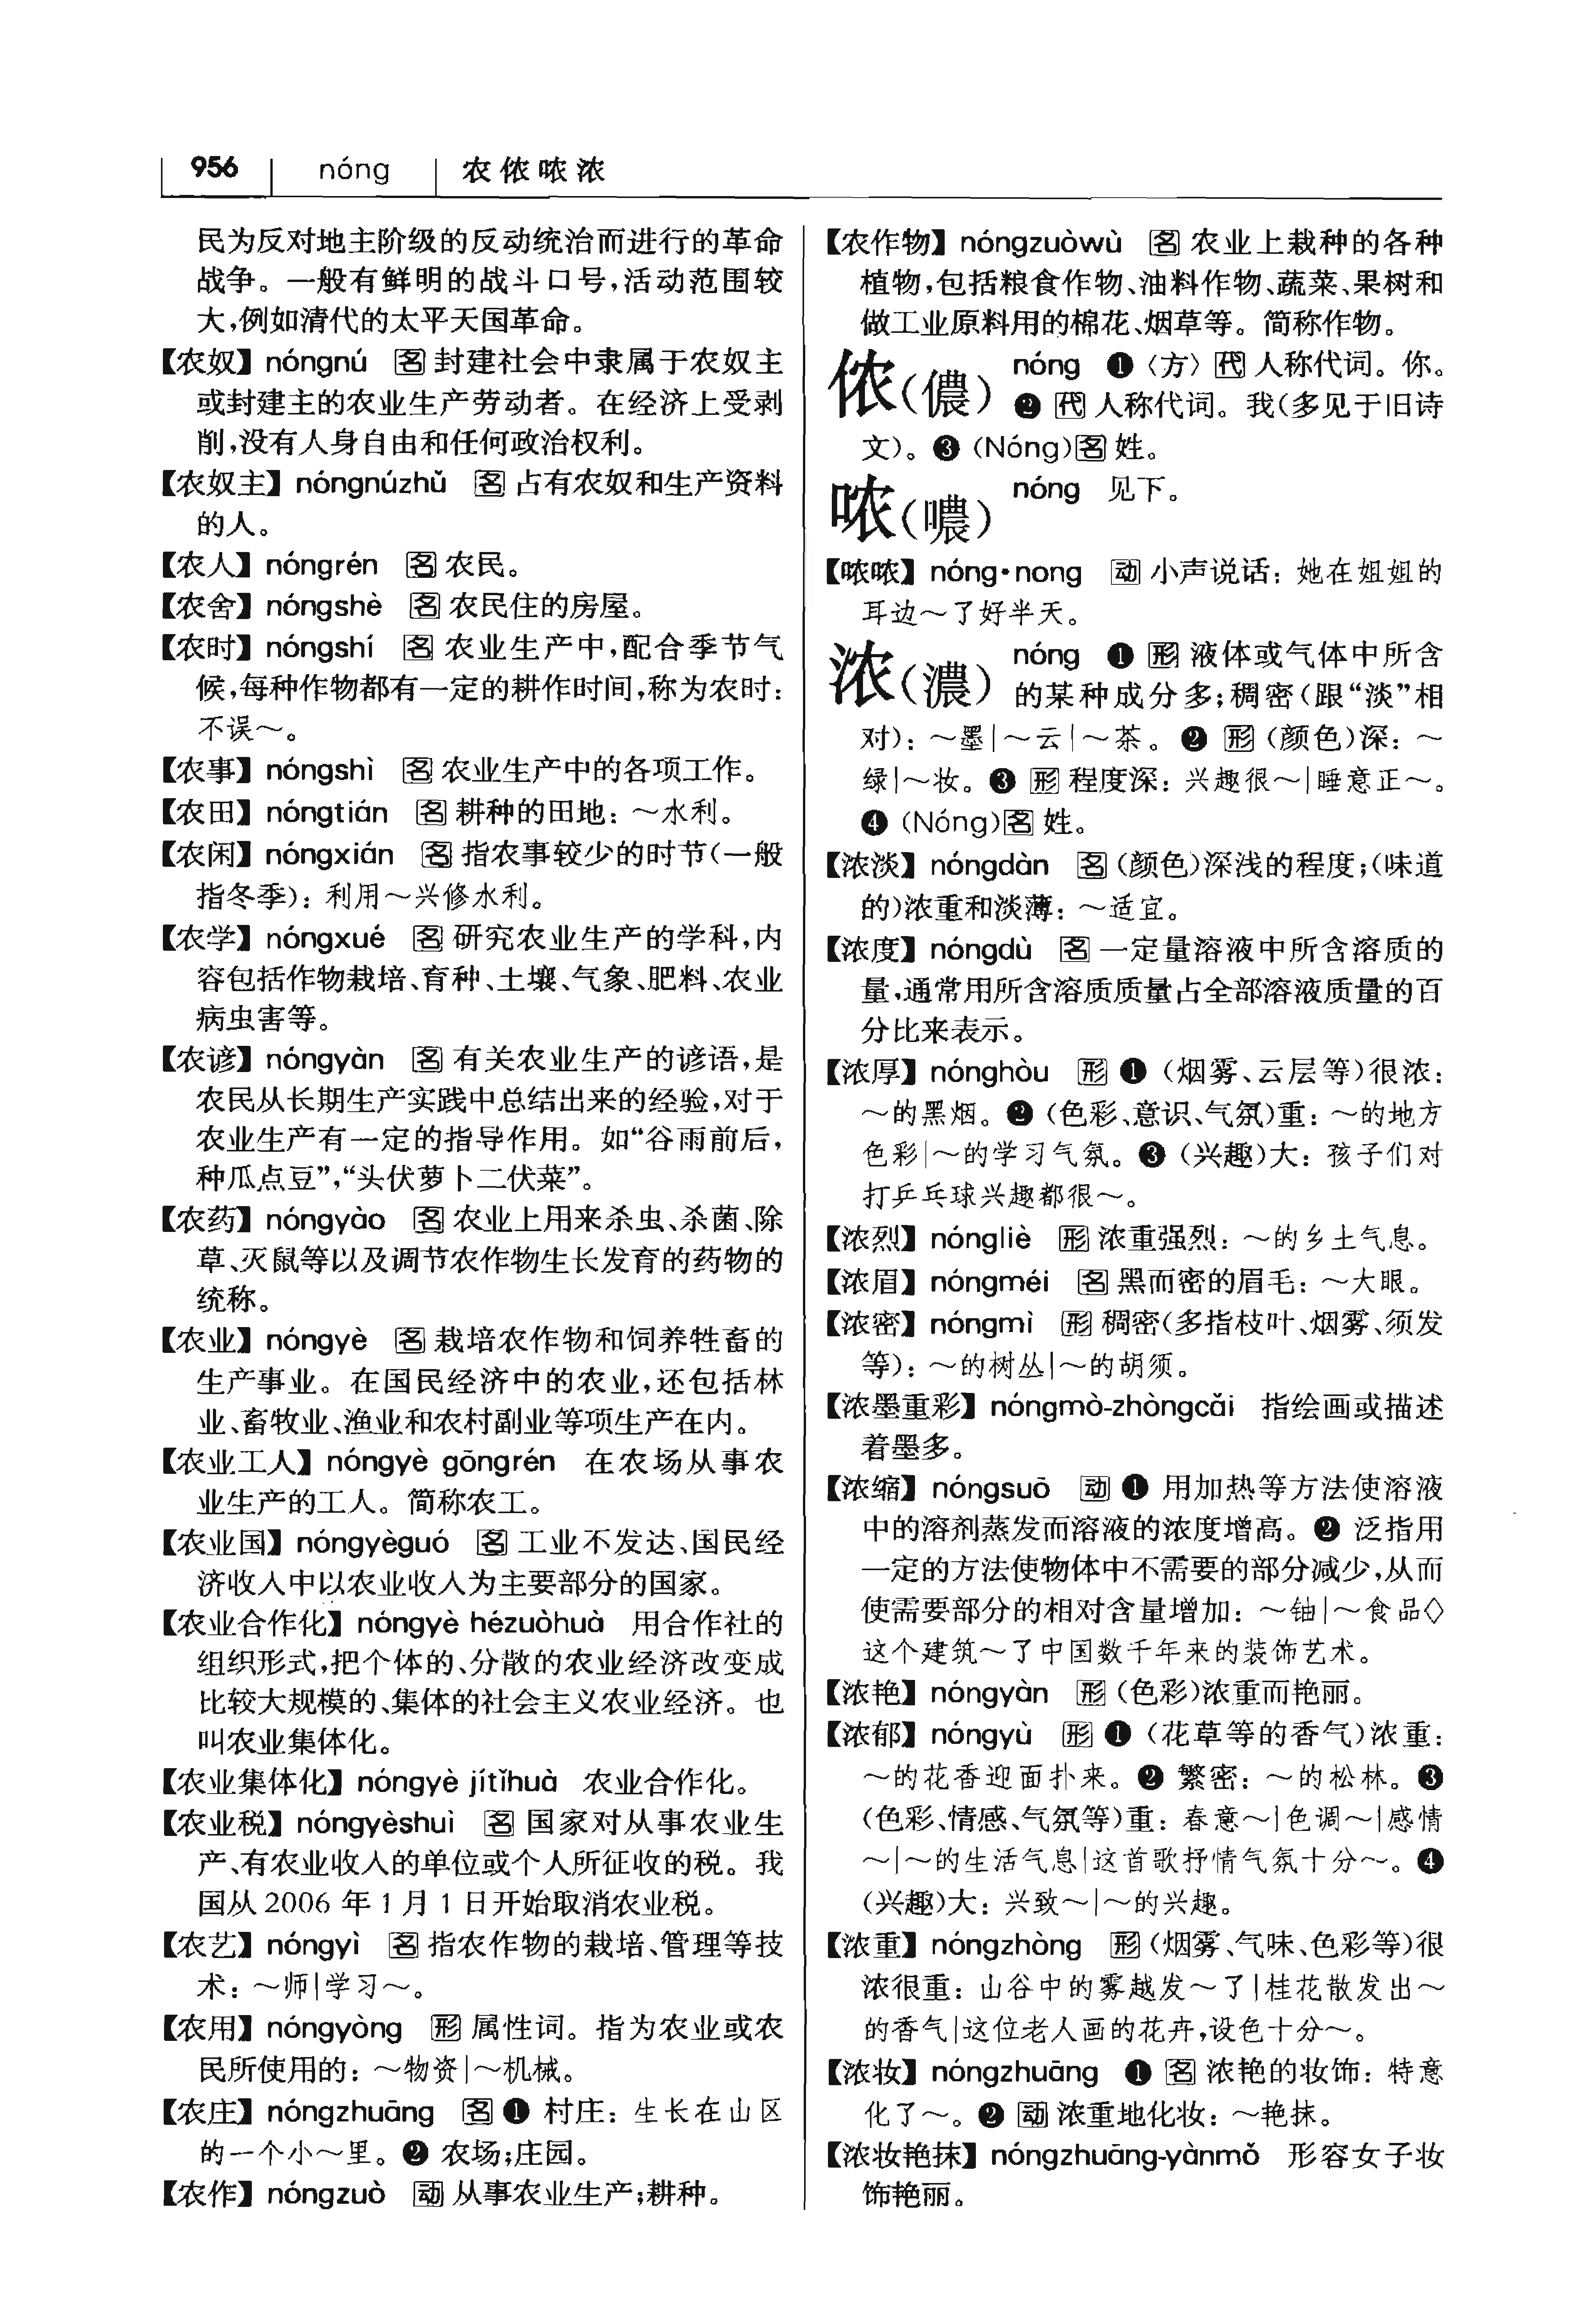 956 nóng 农侬哝浓
民为反对地主阶级的反动统治而进行的革命
战争。一般有鲜明的战斗口号,活动范围较
大,例如清代的太平天国革命。
【农奴】nóngnú 名 封建社会中隶属于农奴主
或封建主的农业生产劳动者。在经济上受剥
削,没有人身自由和任何政治权利。
【农奴主】nóngnúzhǔ 名 占有农奴和生产资料
的人。
【农人】nóngrén 名 农民。
【农舍】nóngshè 名 农民住的房屋。
【农时】nóngshí 名 农业生产中,配合季节气
候,每种作物都有一定的耕作时间,称为农时:
不误～。
【农事】nóngshì 名 农业生产中的各项工作。
【农田】nóngtián 名 耕种的田地:～水利。
【农闲】nóngxián 名 指农事较少的时节(一般
指冬季):利用～兴修水利。
【农学】nóngxué 名 研究农业生产的学科,内
容包括作物栽培、育种、土壤、气象、肥料、农业
病虫害等。
【农谚】nóngyàn 名 有关农业生产的谚语,是
农民从长期生产实践中总结出来的经验,对于
农业生产有一定的指导作用。如“谷雨前后,
种瓜点豆”,“头伏萝卜二伏菜”。
【农药】nóngyào 名 农业上用来杀虫、杀菌、除
草、灭鼠等以及调节农作物生长发育的药物的
统称。
【农业】nóngyè 名 栽培农作物和饲养牲畜的
生产事业。在国民经济中的农业,还包括林
业、畜牧业、渔业和农村副业等项生产在内。
【农业工人】nóngyè gōngrén 在农场从事农
业生产的工人。简称农工。
【农业国】nóngyèguó 名 工业不发达、国民经
济收入中以农业收入为主要部分的国家。
【农业合作化】nóngyè hézuòhuà 用合作社的
组织形式,把个体的、分散的农业经济改变成
比较大规模的、集体的社会主义农业经济。也
叫农业集体化。
【农业集体化】nóngyè jítǐhuà 农业合作化。
【农业税】nóngyèshuì 名 国家对从事农业生
产、有农业收入的单位或个人所征收的税。我
国从2006年1月1日开始取消农业税。
【农艺】nóngyì 名 指农作物的栽培、管理等技
术:～师|学习～。
【农用】nóngyòng 形 属性词。指为农业或农
民所使用的:～物资|～机械。
【农庄】nóngzhuāng 名 ❶ 村庄:生长在山区
的一个小～里。❷ 农场;庄园。
【农作】nóngzuò 动 从事农业生产;耕种。
【农作物】nóngzuòwù 名 农业上栽种的各种
植物,包括粮食作物、油料作物、蔬菜、果树和
做工业原料用的棉花、烟草等。简称作物。
侬(儂) nóng ❶〈方〉代 人称代词。你。
❷ 代 人称代词。我(多见于旧诗
文)。❸ (Nóng)名 姓。
哝(噥) nóng 见下。
【哝哝】nóng•nong 动 小声说话:她在姐姐的
耳边～了好半天。
浓(濃) nóng ❶ 形 液体或气体中所含
的某种成分多;稠密(跟“淡”相
对):～墨|～云|～茶。❷ 形 (颜色)深:～
绿|～妆。❸ 形 程度深:兴趣很～|睡意正～。
❹ (Nóng)名 姓。
【浓淡】nóngdàn 名 (颜色)深浅的程度;(味道
的)浓重和淡薄:～适宜。
【浓度】nóngdù 名 一定量溶液中所含溶质的
量,通常用所含溶质质量占全部溶液质量的百
分比来表示。
【浓厚】nónghòu 形 ❶ (烟雾、云层等)很浓:
～的黑烟。❷ (色彩、意识、气氛)重:～的地方
色彩|～的学习气氛。❸ (兴趣)大:孩子们对
打乒乓球兴趣都很～。
【浓烈】nóngliè 形 浓重强烈:～的乡土气息。
【浓眉】nóngméi 名 黑而密的眉毛:～大眼。
【浓密】nóngmì 形 稠密(多指枝叶、烟雾、须发
等):～的树丛|～的胡须。
【浓墨重彩】nóngmò-zhòngcǎi 指绘画或描述
着墨多。
【浓缩】nóngsuō 动 ❶ 用加热等方法使溶液
中的溶剂蒸发而溶液的浓度增高。❷ 泛指用
一定的方法使物体中不需要的部分减少,从而
使需要部分的相对含量增加:～铀|～食品◇
这个建筑～了中国数千年来的装饰艺术。
【浓艳】nóngyàn 形 (色彩)浓重而艳丽。
【浓郁】nóngyù 形 ❶ (花草等的香气)浓重:
～的花香迎面扑来。❷ 繁密:～的松林。❸
(色彩、情感、气氛等)重:春意～|色调～|感情
～|～的生活气息|这首歌抒情气氛十分～。❹
(兴趣)大:兴致～|～的兴趣。
【浓重】nóngzhòng 形 (烟雾、气味、色彩等)很
浓很重:山谷中的雾越发～了|桂花散发出～
的香气|这位老人画的花卉,设色十分～。
【浓妆】nóngzhuāng ❶ 名 浓艳的妆饰:特意
化了～。❷ 动 浓重地化妆:～艳抹。
【浓妆艳抹】nóngzhuāng-yànmǒ 形容女子妆
饰艳丽。